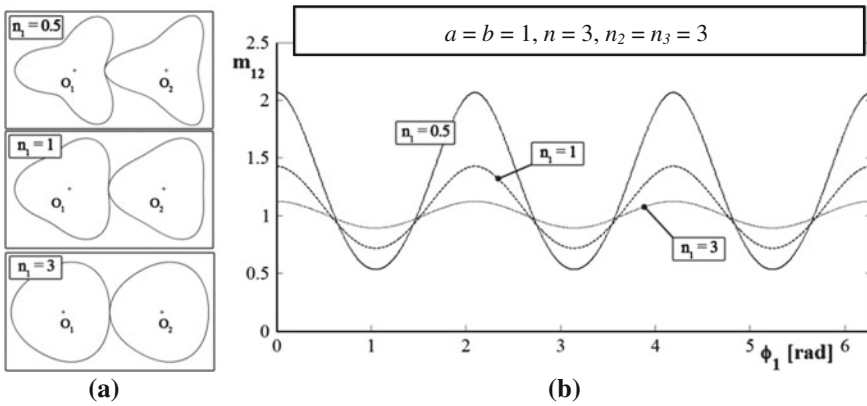 n₁ = 0.5
O₁
O₂
n₁ = 1
O₁
O₂
n₁ = 3
O₁
O₂
(a)
a = b = 1, n = 3, n₂ = n₃ = 3
m₁₂
2.5
2
1.5
1
0.5
0
n₁ = 0.5
n₁ = 1
n₁ = 3
0 1 2 3 4 5 6
ϕ₁ [rad]
(b)